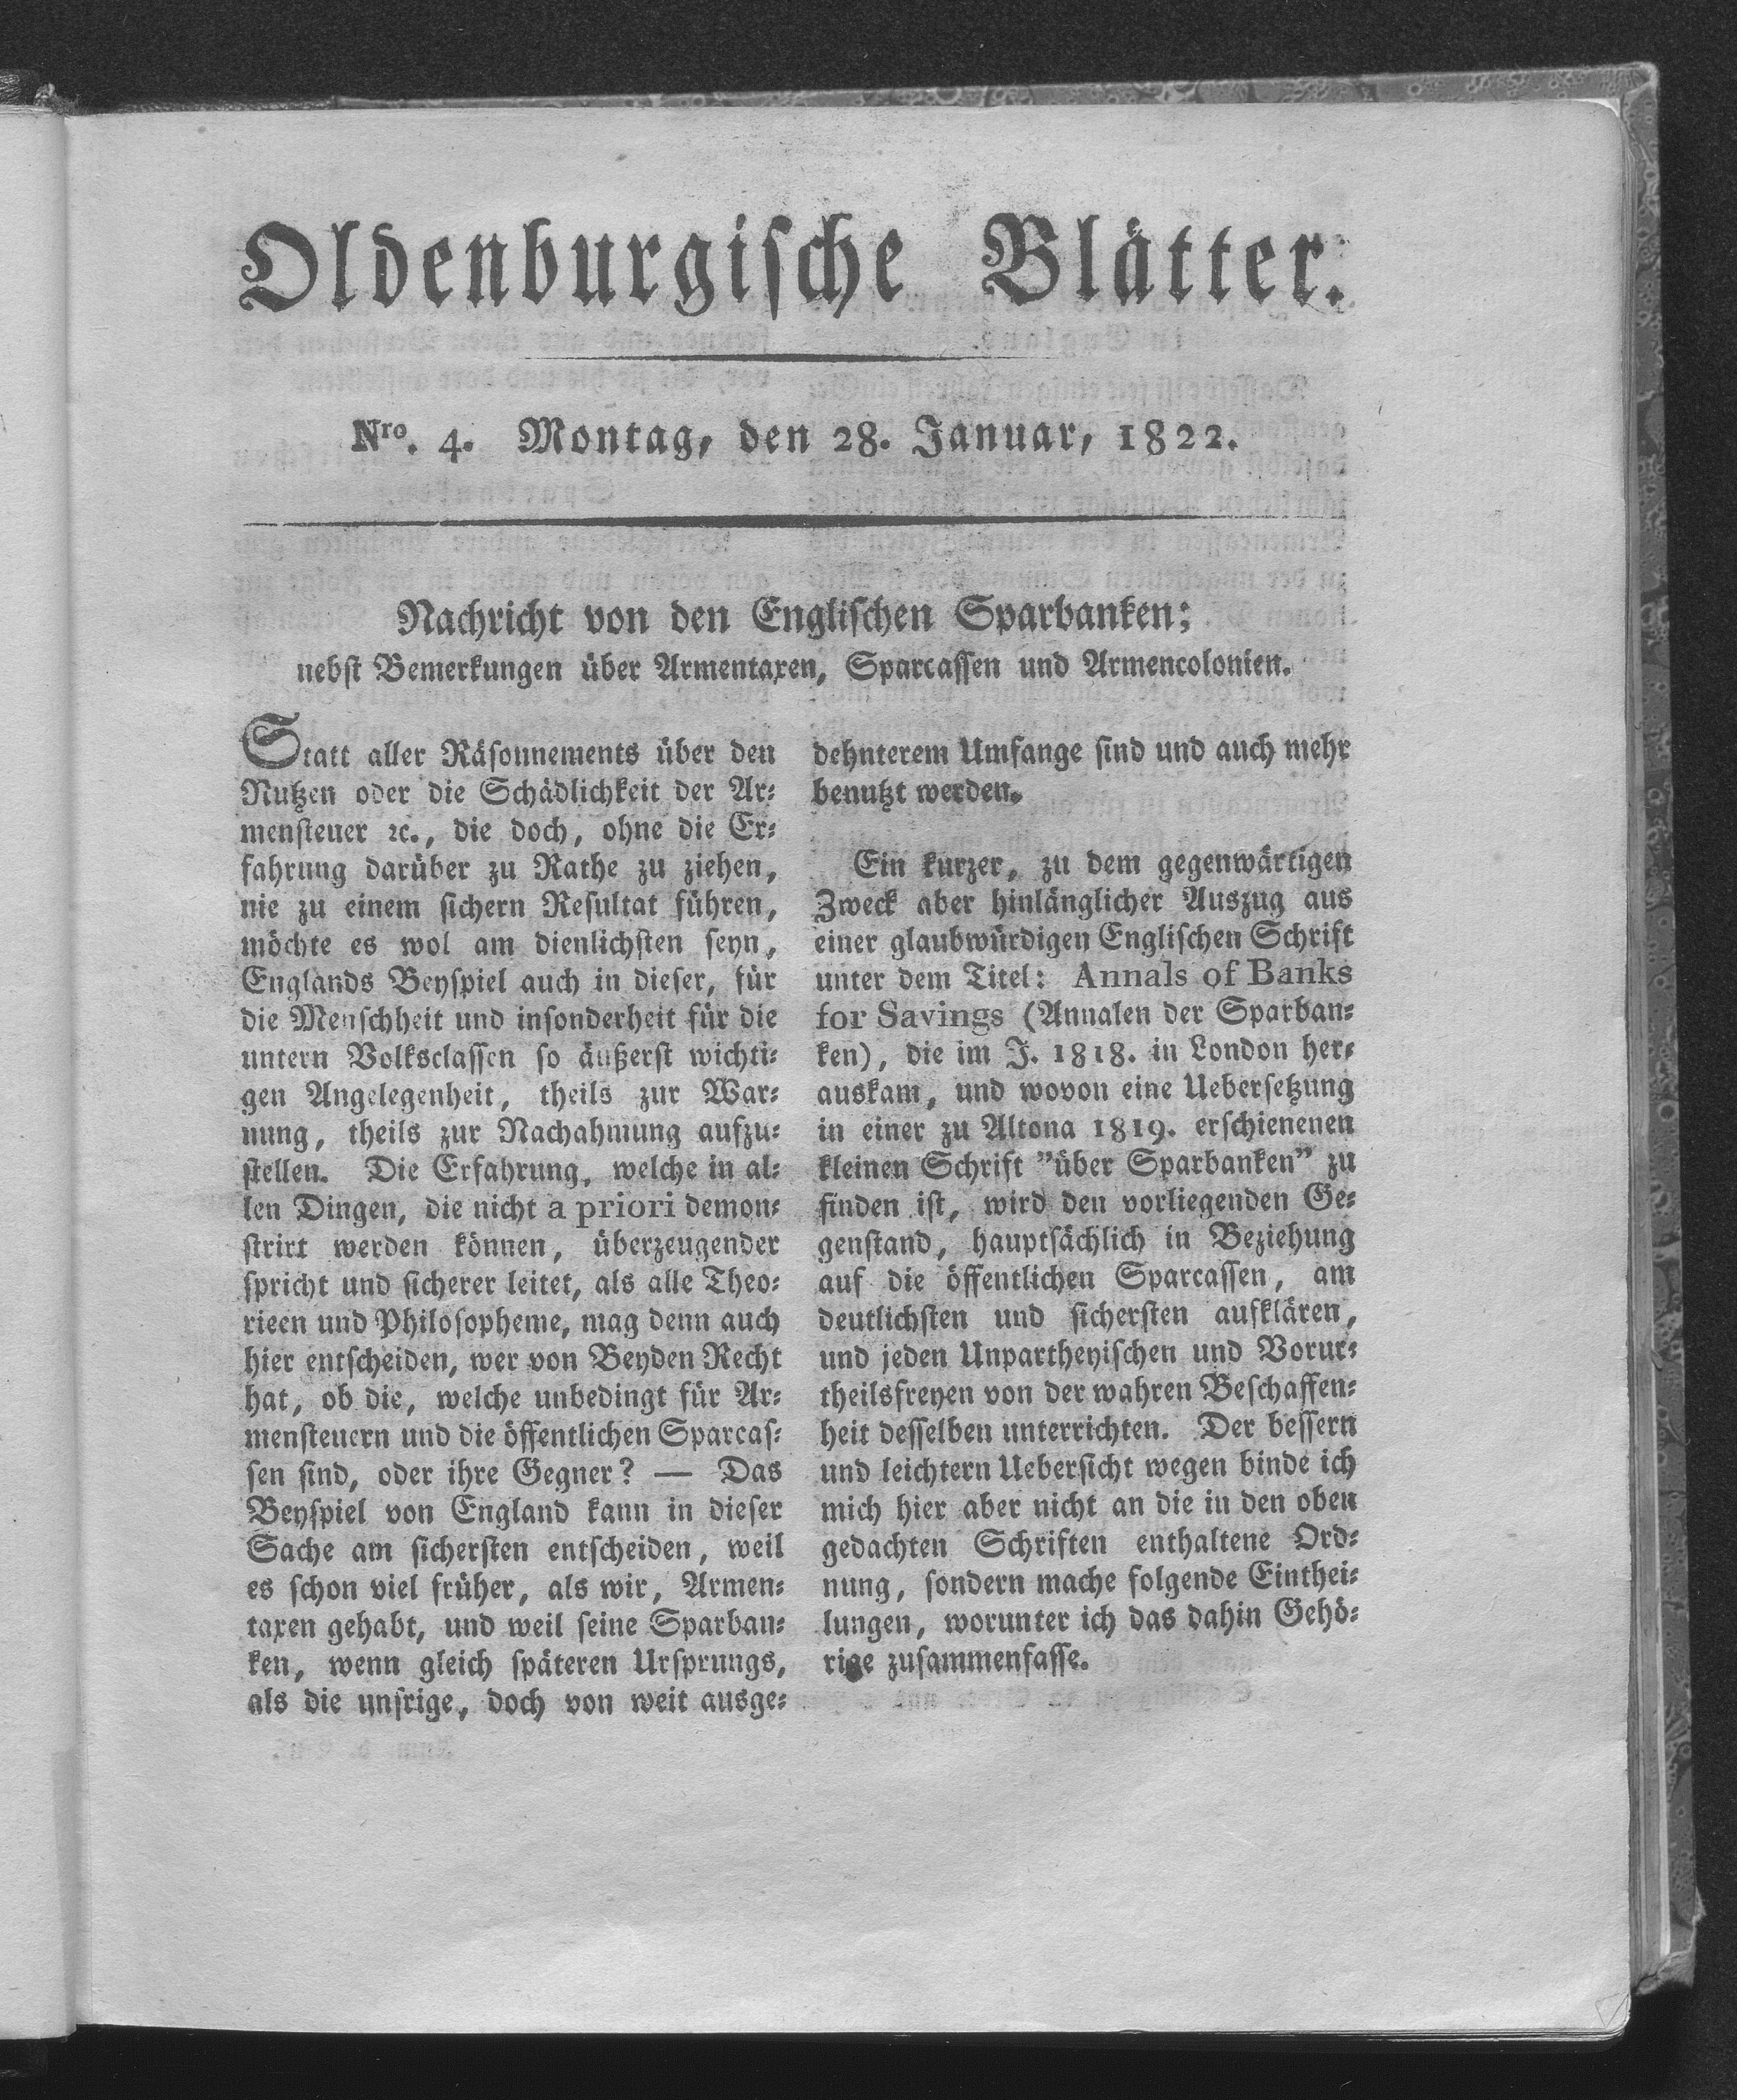 Oldenburgische Blätter.
Nro. 4. Montag, den 28. Januar, 1822.
Nachricht von den Englischen Sparbanken;
nebst Bemerkungen über Armentaxen, Sparcassen und Armencolonien.
Statt aller Räsonnements über den
Nutzen oder die Schädlichkeit der Ar-
mensteuer ꝛc., die doch, ohne die Er-
fahrung darüber zu Rathe zu ziehen,
nie zu einem sichern Resultat führen,
möchte es wol am dienlichsten seyn,
Englands Beyspiel auch in dieser, für
die Menschheit und insonderheit für die
untern Volksclassen so äußerst wichti-
gen Angelegenheit, theils zur War-
nung, theils zur Nachahmung aufzu-
stellen. Die Erfahrung, welche in al-
len Dingen, die nicht a priori demon-
strirt werden können, überzeugender
spricht und sicherer leitet, als alle Theo-
rieen und Philosopheme, mag denn auch
hier entscheiden, wer von Beyden Recht
hat, ob die, welche unbedingt für Ar-
mensteuern und die öffentlichen Sparcas-
sen sind, oder ihre Gegner? — Das
Beyspiel von England kann in dieser
Sache am sichersten entscheiden, weil
es schon viel früher, als wir, Armen-
taxen gehabt, und weil seine Sparban-
ken, wenn gleich späteren Ursprungs,
als die unsrige, doch von weit ausge-
dehnterem Umfange sind und auch mehr
benutzt werden.
Ein kurzer, zu dem gegenwärtigen
Zweck aber hinlänglicher Auszug aus
einer glaubwürdigen Englischen Schrift
unter dem Titel: Annals of Banks
for Savings (Annalen der Sparban-
ken), die im J. 1818. in London her-
auskam, und wovon eine Uebersetzung
in einer zu Altona 1819. erschienenen
kleinen Schrift "über Sparbanken" zu
finden ist, wird den vorliegenden Ge-
genstand, hauptsächlich in Beziehung
auf die öffentlichen Sparcassen, am
deutlichsten und sichersten aufklären,
und jeden Unpartheyischen und Vorur-
theilsfreyen von der wahren Beschaffen-
heit desselben unterrichten. Der bessern
und leichtern Uebersicht wegen binde ich
mich hier aber nicht an die in den oben
gedachten Schriften enthaltene Ord-
nung, sondern mache folgende Einthei-
lungen, worunter ich das dahin Gehö-
rige zusammenfasse.